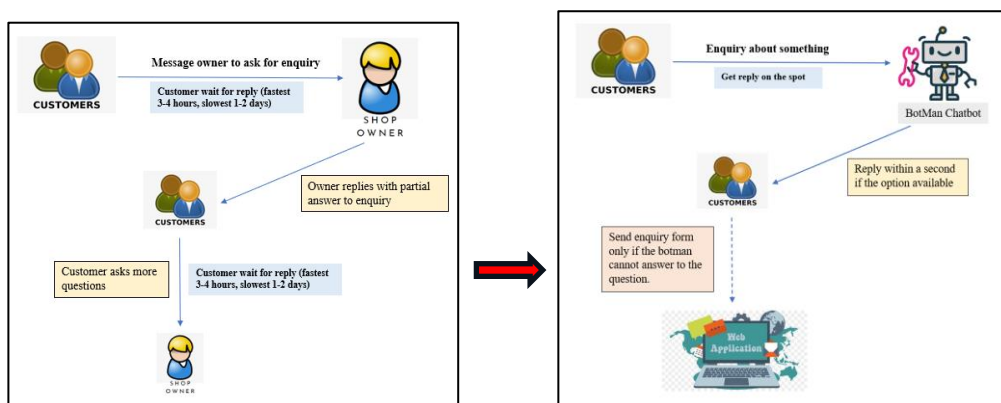 Message owner to ask for enquiry
Customer wait for reply (fastest
3-4 hours, slowest 1-2 days)
CUSTOMERS
SHOP
OWNER
Owner replies with partial
answer to enquiry
CUSTOMERS
Customer asks more
questions
Customer wait for reply (fastest
3-4 hours, slowest 1-2 days)
SHOP
OWNER
Enquiry about something
Get reply on the spot
CUSTOMERS
BotMan Chatbot
Reply within a second
if the option available
CUSTOMERS
Send enquiry form
only if the botman
cannot answer to the
question.
Web
Application